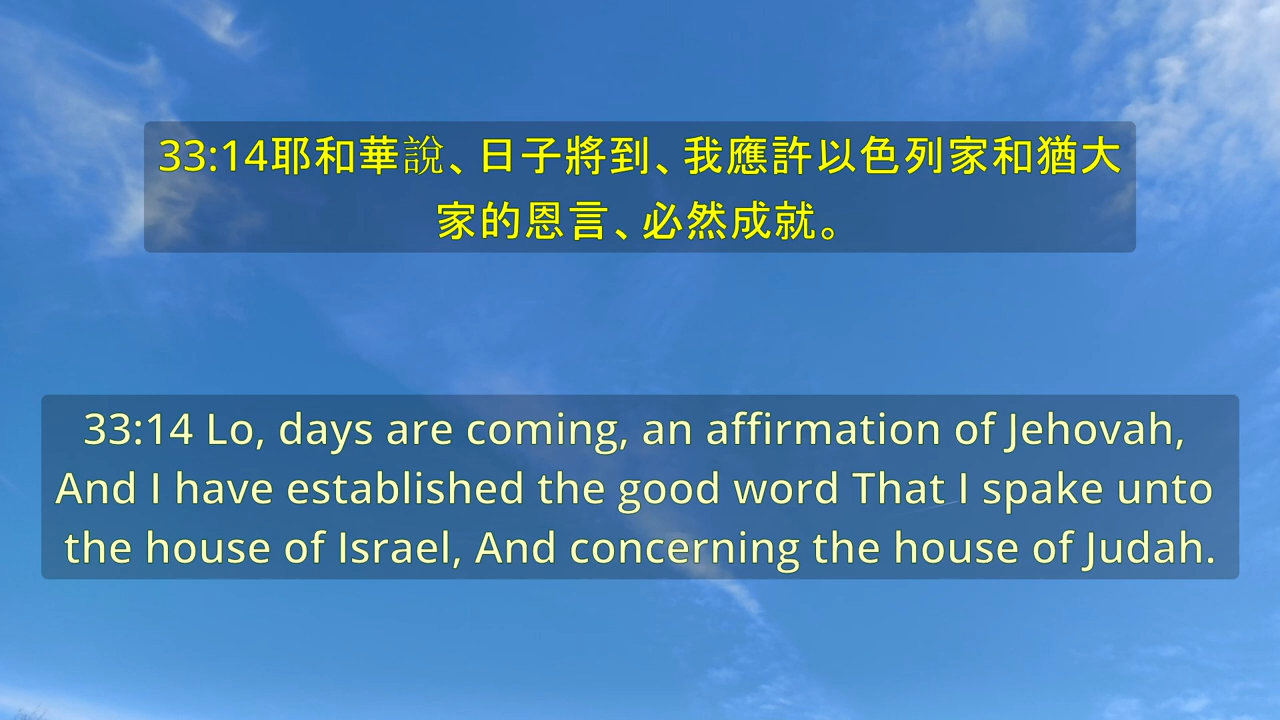 33:14耶和華說、日子將到、我應許以色列家和猶大
家的恩言、必然成就。
33:14 Lo, days are coming, an affirmation of Jehovah,
And I have established the good word That I spake unto
the house of Israel, And concerning the house of Judah.